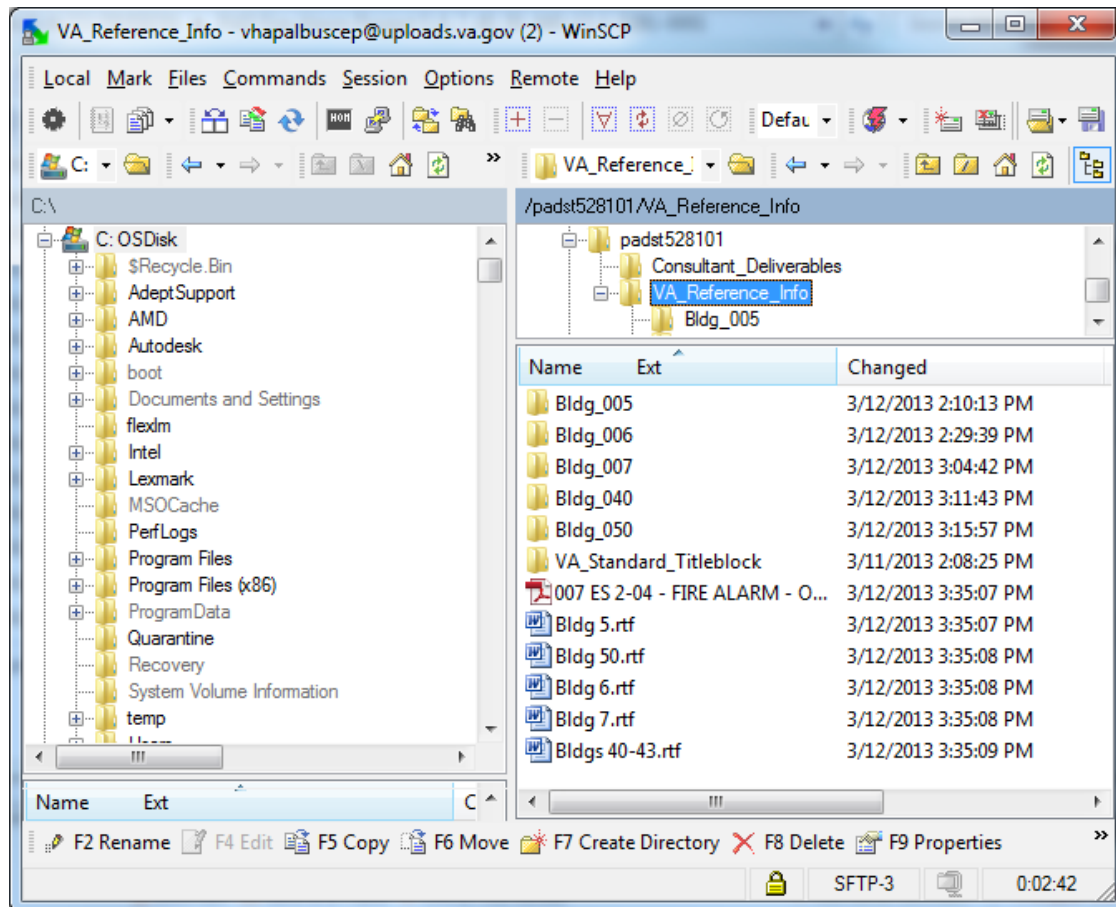 VA_Reference_Info - vhapalbuscep@uploads.va.gov (2) - WinSCP
Local Mark Files Commands Session Options Remote Help
Defau
C:
VA_Reference_
C:\
/padst528101/VA_Reference_Info
C: OSDisk
$Recycle.Bin
AdeptSupport
AMD
Autodesk
boot
Documents and Settings
flexlm
Intel
Lexmark
MSOCache
PerfLogs
Program Files
Program Files (x86)
ProgramData
Quarantine
Recovery
System Volume Information
temp
padst528101
Consultant_Deliverables
VA_Reference_Info
Bldg_005
Name Ext Changed
Bldg_005 3/12/2013 2:10:13 PM
Bldg_006 3/12/2013 2:29:39 PM
Bldg_007 3/12/2013 3:04:42 PM
Bldg_040 3/12/2013 3:11:43 PM
Bldg_050 3/12/2013 3:15:57 PM
VA_Standard_Titleblock 3/11/2013 2:08:25 PM
007 ES 2-04 - FIRE ALARM - O... 3/12/2013 3:35:07 PM
Bldg 5.rtf 3/12/2013 3:35:07 PM
Bldg 50.rtf 3/12/2013 3:35:08 PM
Bldg 6.rtf 3/12/2013 3:35:08 PM
Bldg 7.rtf 3/12/2013 3:35:08 PM
Bldgs 40-43.rtf 3/12/2013 3:35:09 PM
Name Ext
F2 Rename F4 Edit F5 Copy F6 Move F7 Create Directory F8 Delete F9 Properties
SFTP-3 0:02:42